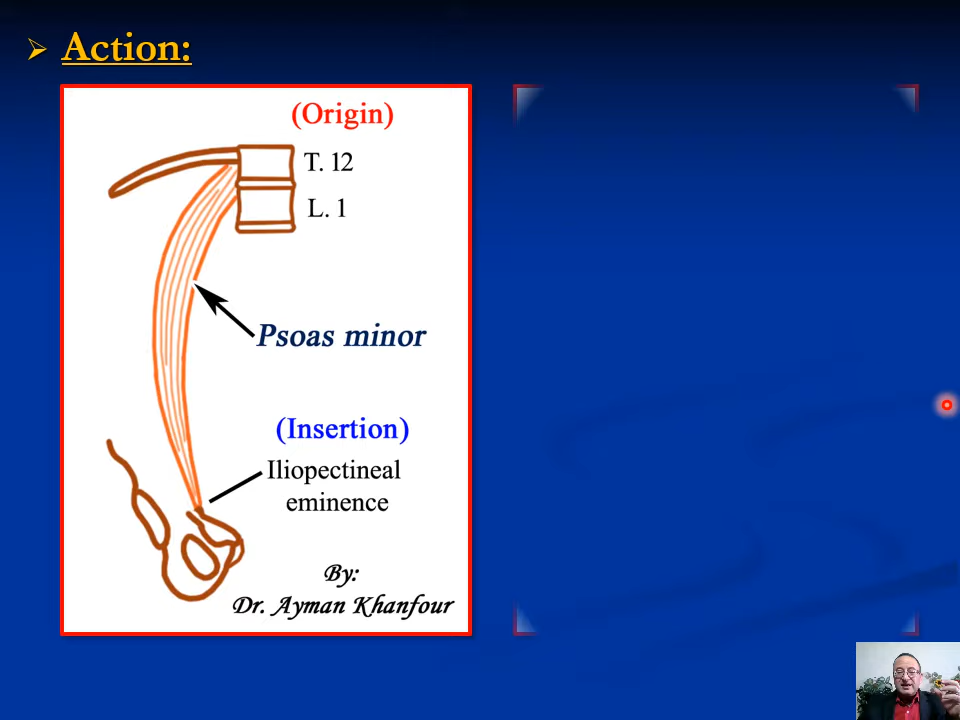 Action:
(Origin)
T. 12
L. 1
Psoas minor
(Insertion)
Iliopectineal
eminence
By:
Dr. Ayman Khanfour